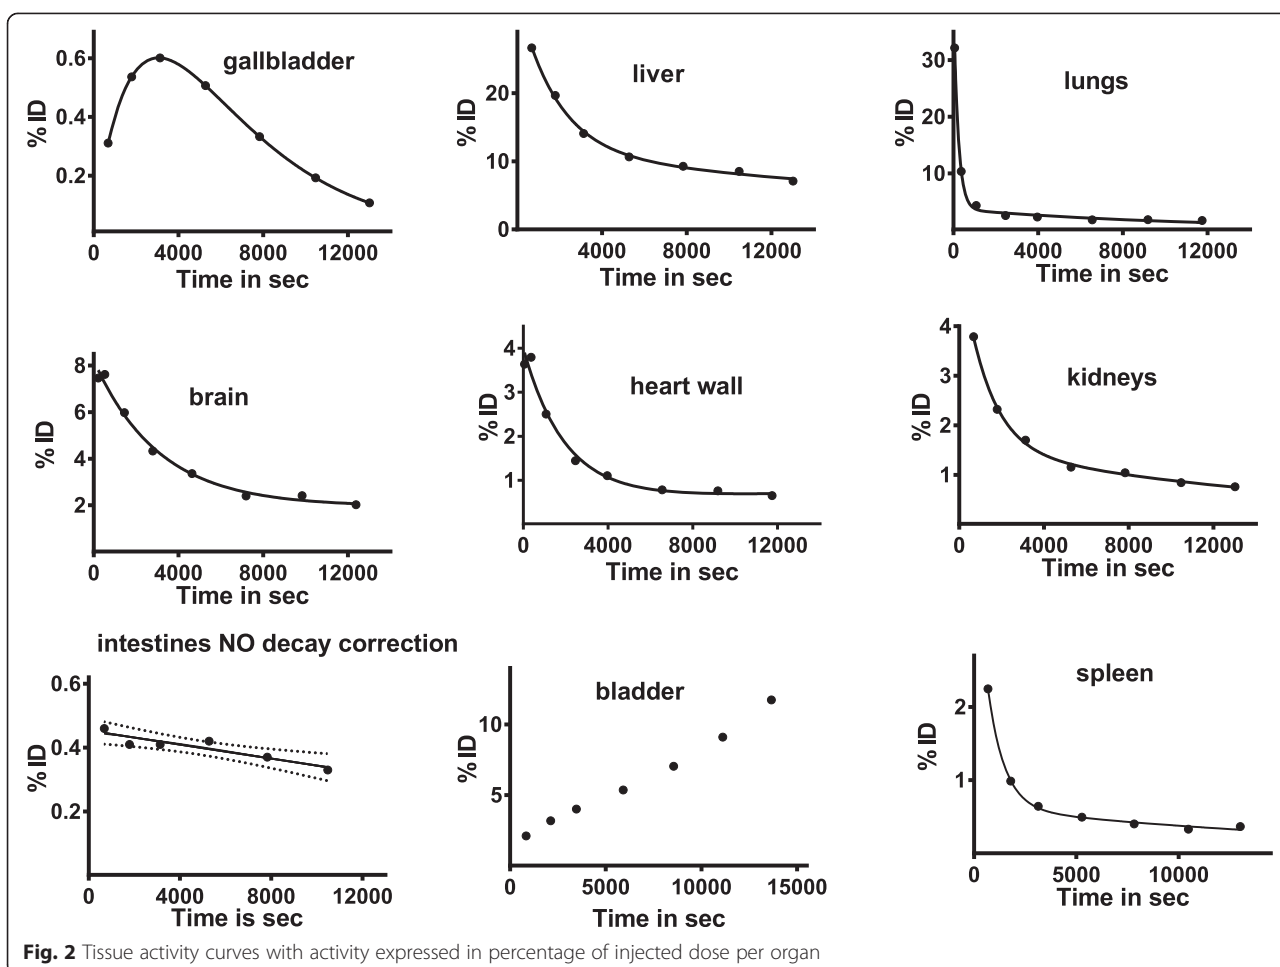 gallbladder
% ID
0.6
0.4
0.2
0 4000 8000 12000
Time in sec
liver
% ID
20
10
0
4000 8000 12000
Time in sec
lungs
% ID
30
20
10
0 4000 8000 12000
Time in sec
brain
% ID
8
6
4
2
0 4000 8000 12000
Time in sec
heart wall
% ID
4
3
2
1
0 4000 8000 12000
Time in sec
kidneys
% ID
4
3
2
1
0 4000 8000 12000
Time in sec
intestines NO decay correction
% ID
0.6
0.4
0.2
0 4000 8000 12000
Time is sec
bladder
% ID
10
5
0 5000 10000 15000
Time in sec
spleen
% ID
2
1
0 5000 10000
Time in sec
Fig. 2 Tissue activity curves with activity expressed in percentage of injected dose per organ